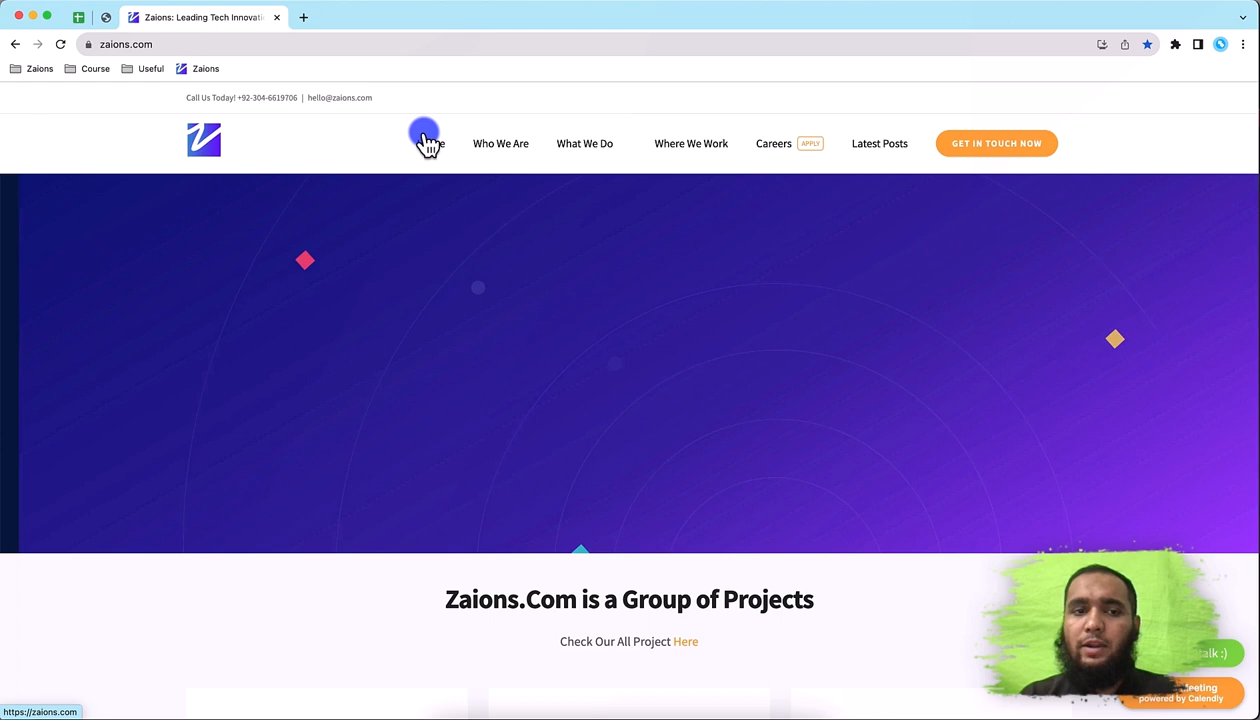 Zaions: Leading Tech Innovati
zaions.com
Zaions Course Useful Zaions
Call Us Today! +92-304-6619706 | hello@zaions.com
Who We Are What We Do Where We Work Careers APPLY Latest Posts GET IN TOUCH NOW
Zaions.Com is a Group of Projects
Check Our All Project Here
alk :)
eeting
powered by Calendly
https://zaions.com